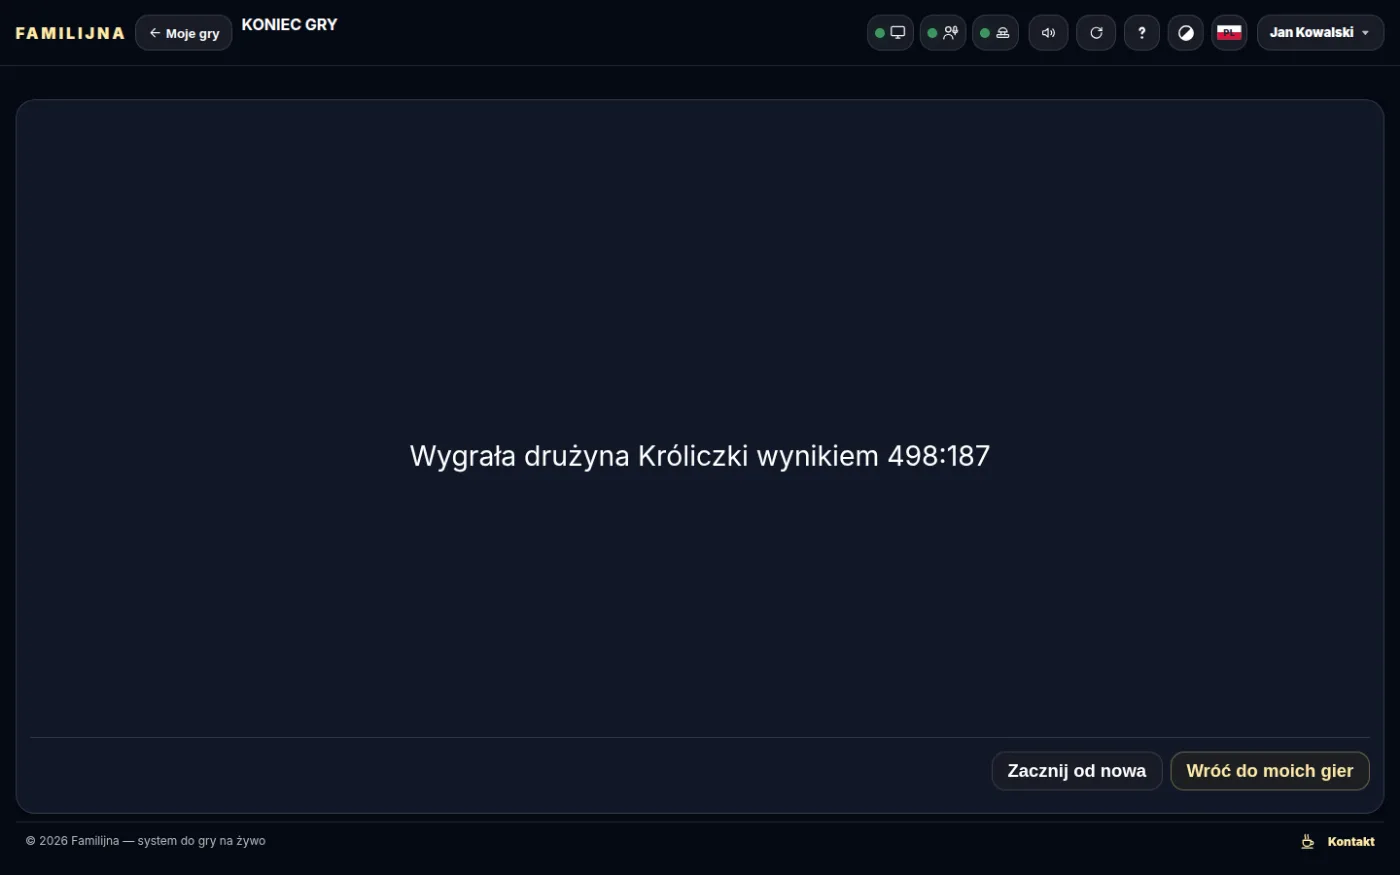 FAMILIJNA
← Moje gry
KONIEC GRY
?
PL
Jan Kowalski
Wygrała drużyna Króliczki wynikiem 498:187
Zacznij od nowa
Wróć do moich gier
© 2026 Familijna — system do gry na żywo
Kontakt